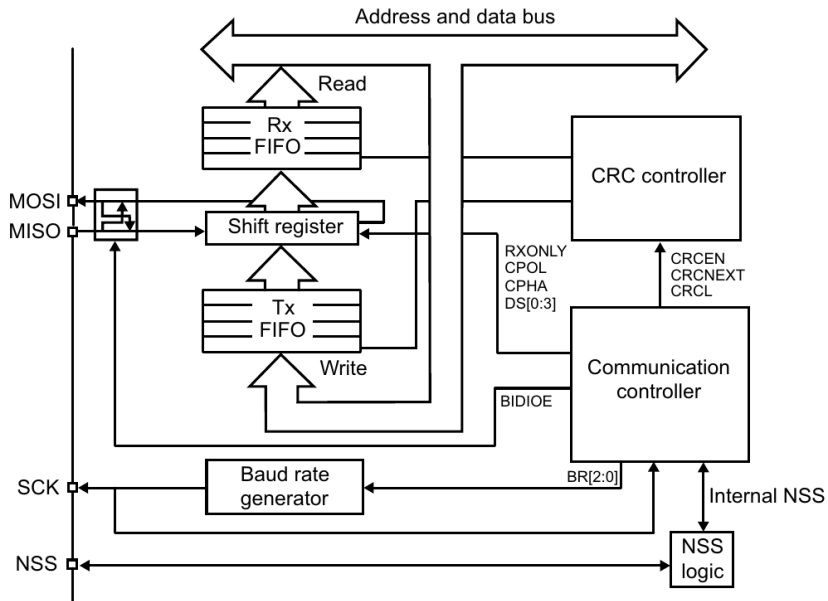 Address and data bus
Read
Rx
FIFO
CRC controller
MOSI
MISO
Shift register
RXONLY
CPOL
CPHA
DS[0:3]
CRCEN
CRCNEXT
CRCL
Tx
FIFO
Write
Communication
controller
BIDIOE
Baud rate
generator
BR[2:0]
SCK
Internal NSS
NSS
NSS
logic